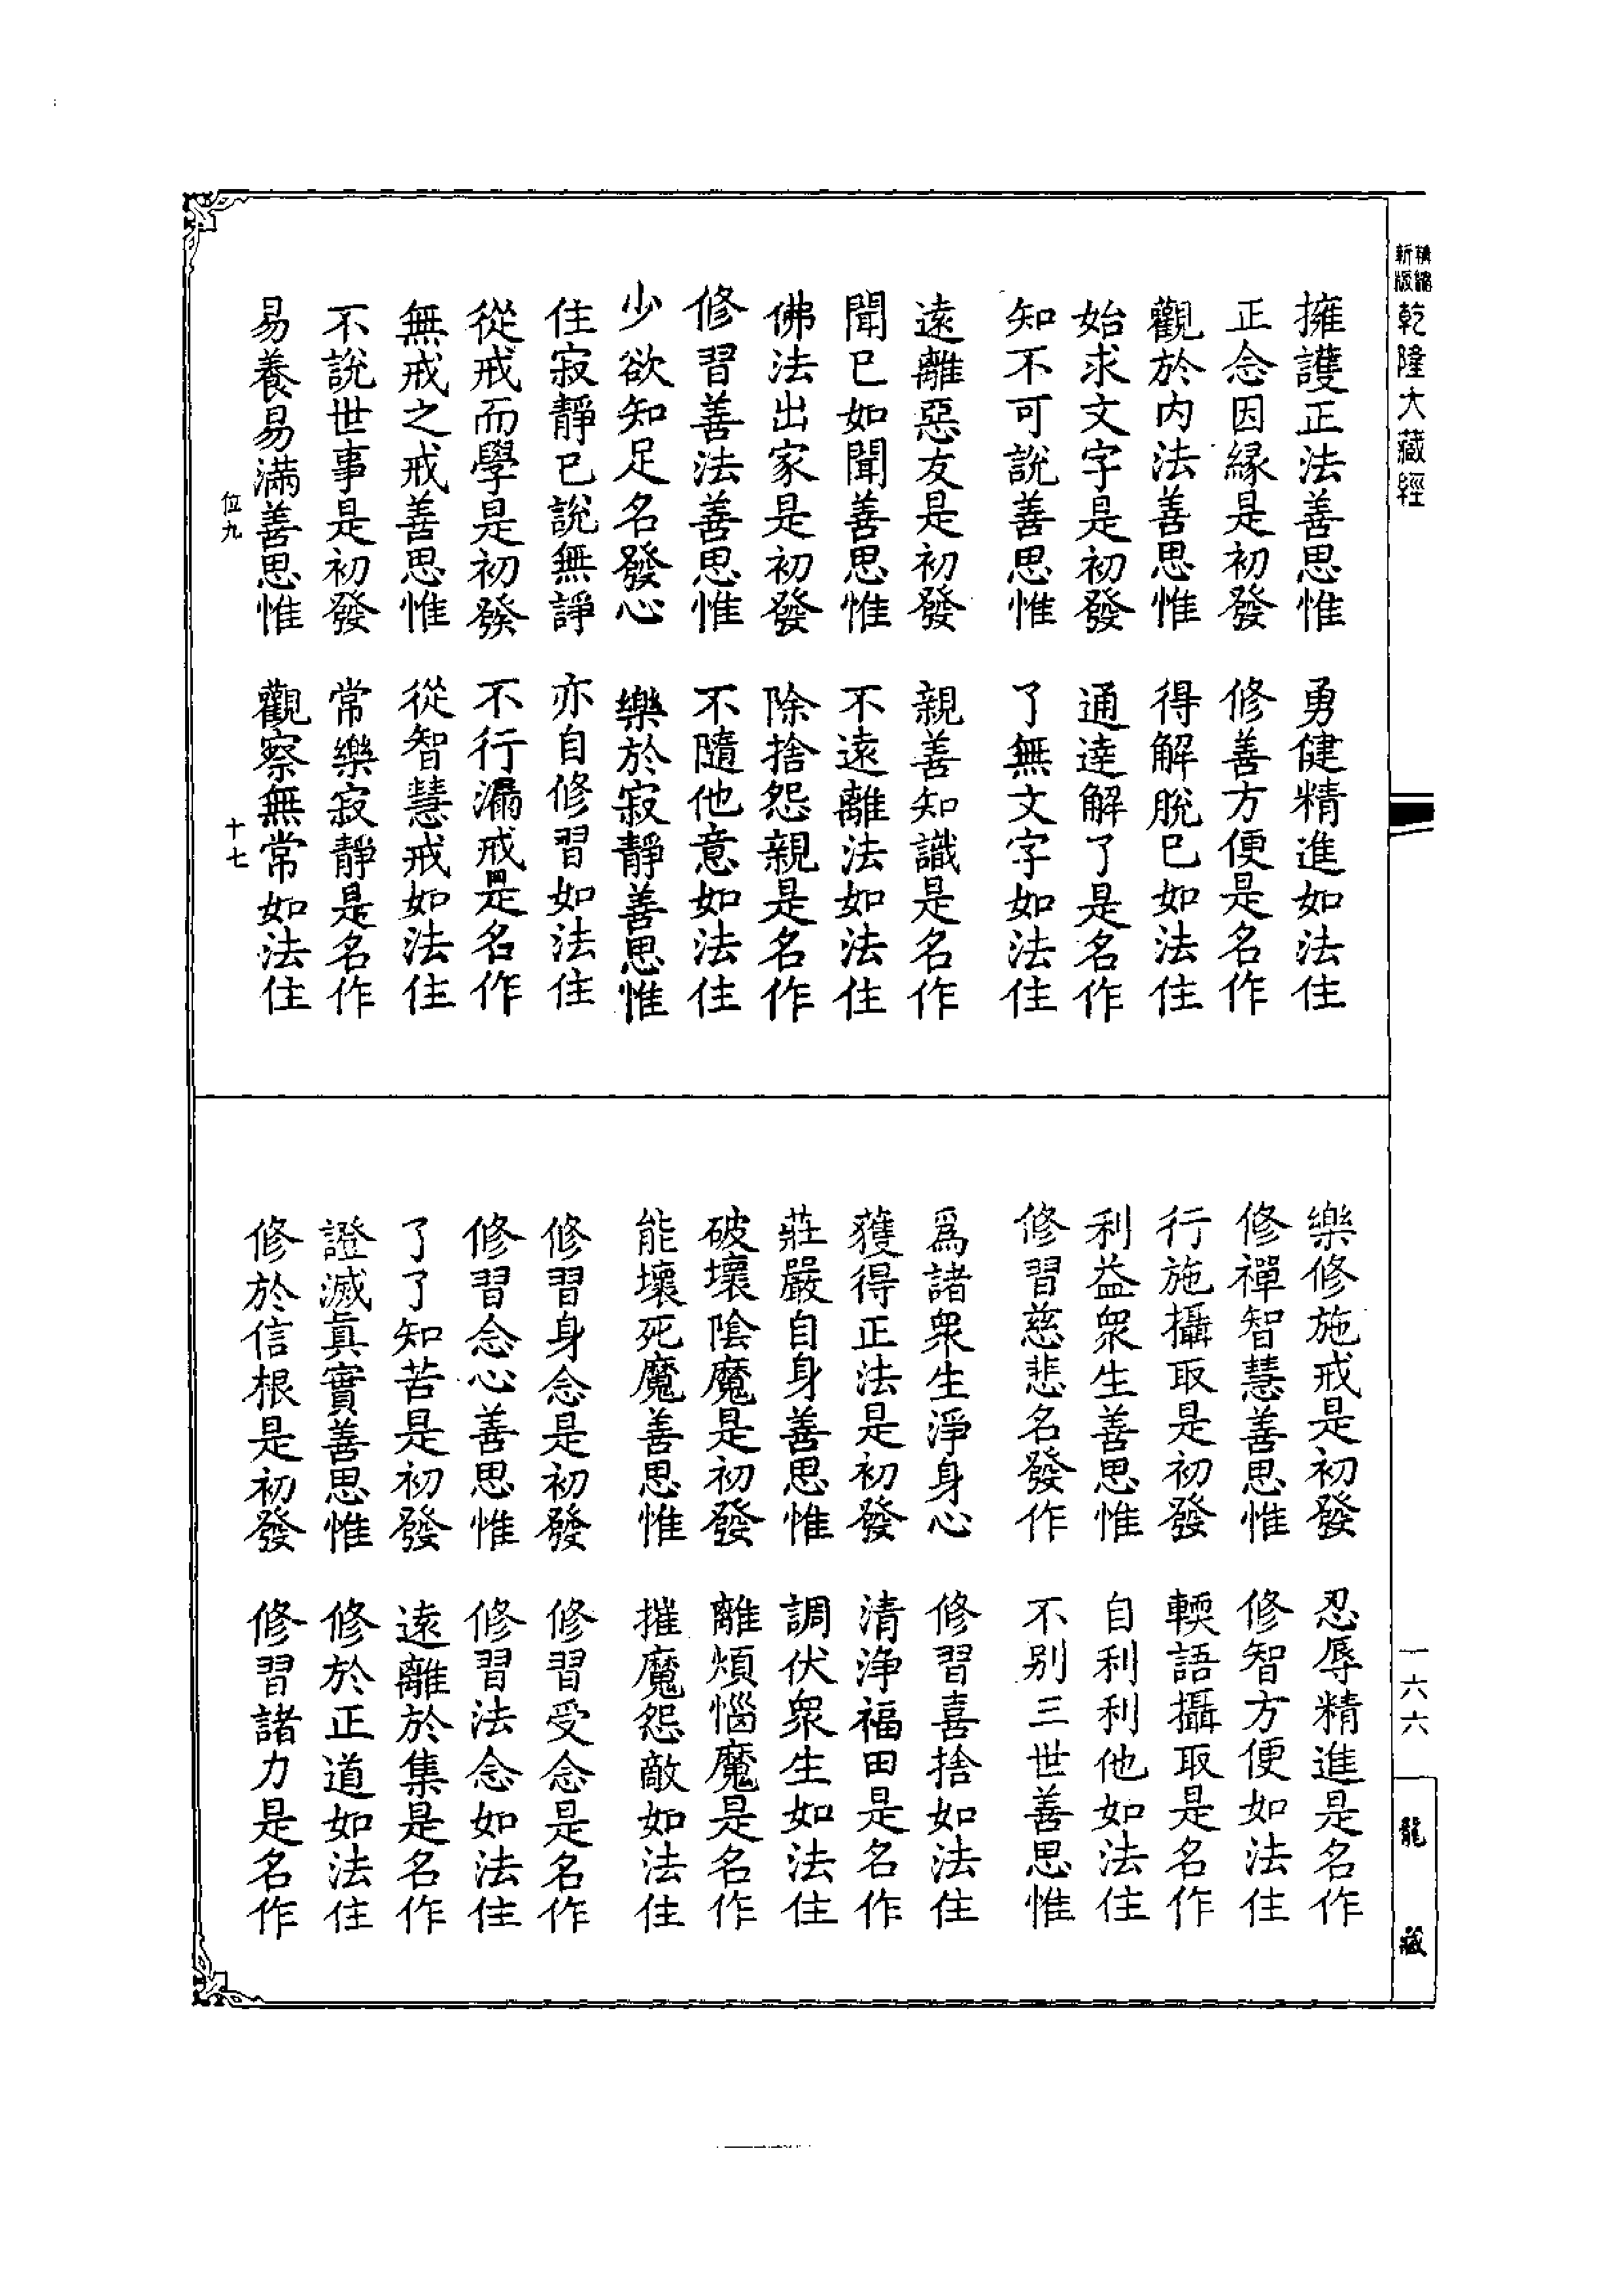 精縮
新版
乾隆大藏經
擁護正法善思惟　勇健精進如法住
正念因緣是初發　修善方便是名作
觀於內法善思惟　得解脫已如法住
始求文字是初發　通達解了是名作
知不可說善思惟　了無文字如法住
遠離惡友是初發　親善知識是名作
聞已如聞善思惟　不遠離法如法住
佛法出家是初發　除捨怨親是名作
修習善法善思惟　不隨他意如法住
少欲知足名發心　樂於寂靜善思惟
住寂靜已說無諍　亦自修習如法住
從戒而學是初發　不行漏戒是名作
無戒之戒善思惟　從智慧戒如法住
不說世事是初發　常樂寂靜是名作
易養易滿善思惟　觀察無常如法住
位九　十七
樂修施戒是初發　忍辱精進是名作
修禪智慧善思惟　修智方便如法住
行施攝取是初發　輭語攝取是名作
利益眾生善思惟　自利利他如法住
修習慈悲名發作　不別三世善思惟
爲諸眾生淨身心　修習喜捨如法住
獲得正法是初發　清淨福田是名作
莊嚴自身善思惟　調伏眾生如法住
破壞陰魔是初發　離煩惱魔是名作
能壞死魔善思惟　摧魔怨敵如法住
修習身念是初發　修習受念是名作
修習念心善思惟　修習法念如法住
了了知苦是初發　遠離於集是名作
證滅眞實善思惟　修於正道如法住
修於信根是初發　修習諸力是名作
一六六
龍藏